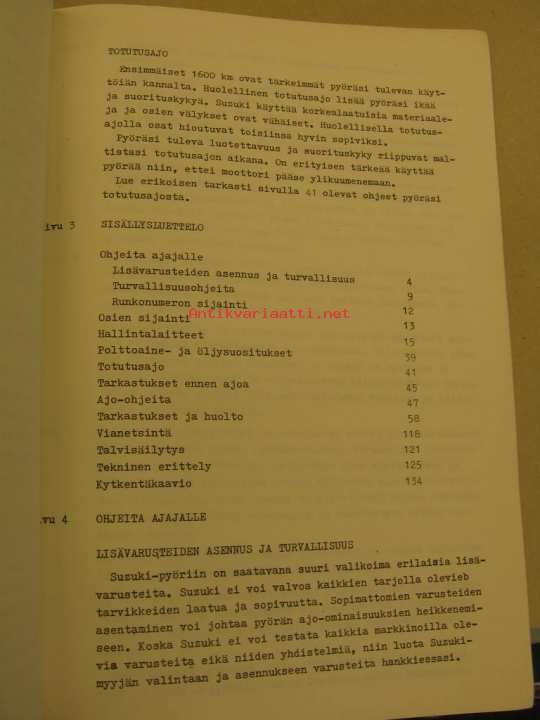 TOTUTUSAJO
Ensimmäiset 1600 km ovat tärkeimmät pyöräsi tulevan käyt-
töiän kannalta. Huolellinen totutusajo lisää pyöräsi ikää
ja suorituskykyä. Suzuki käyttää korkealaatuisia materiaale-
ja ja osien välykset ovat vähäiset. Huolellisella totutus-
ajolla osat hioutuvat toisiinsa hyvin sopiviksi.
Pyöräsi tuleva luotettavuus ja suorituskyky riippuvat mal-
tistasi totutusajon aikana. On erityisen tärkeää käyttää
pyörää niin, ettei moottori pääse ylikuumenemaan.
Lue erikoisen tarkasti sivulla 41 olevat ohjeet pyöräsi
totutusajosta.
ivu 3 SISÄLLYSLUETTELO
Ohjeita ajajalle
Lisävarusteiden asennus ja turvallisuus 4
Turvallisuusohjeita 9
Runkonumeron sijainti 12
Antikvariaatti.net
Osien sijainti 13
Hallintalaitteet 15
Polttoaine- ja öljysuositukset 39
Totutusajo 41
Tarkastukset ennen ajoa 45
Ajo-ohjeita 47
Tarkastukset ja huolto 58
Vianetsintä 118
Talvisäilytys 121
Tekninen erittely 125
Kytkentäkaavio 134
vu 4 OHJEITA AJAJALLE
LISÄVARUSTEIDEN ASENNUS JA TURVALLISUUS
Suzuki-pyöriin on saatavana suuri valikoima erilaisia lisä-
varusteita. Suzuki ei voi valvoa kaikkien tarjolla olevieb
tarvikkeiden laatua ja sopivuutta. Sopimattomien varusteiden
asentaminen voi johtaa pyörän ajo-ominaisuuksien heikkenemi-
seen. Koska Suzuki ei voi testata kaikkia markkinoilla ole-
via varusteita eikä niiden yhdistelmiä, niin luota Suzuki-
myyjän valintaan ja asennukseen varusteita hankkiessasi.